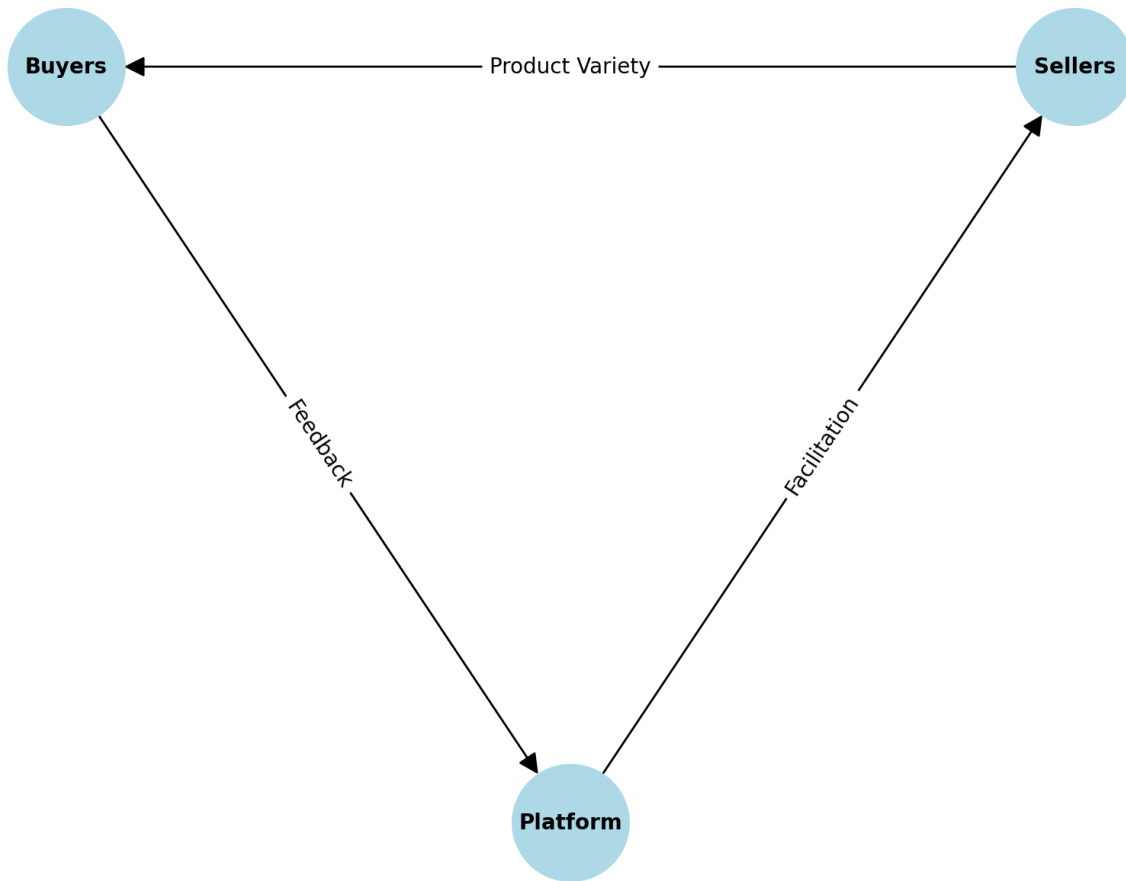 Buyers
Product Variety
Sellers
Feedback
Facilitation
Platform